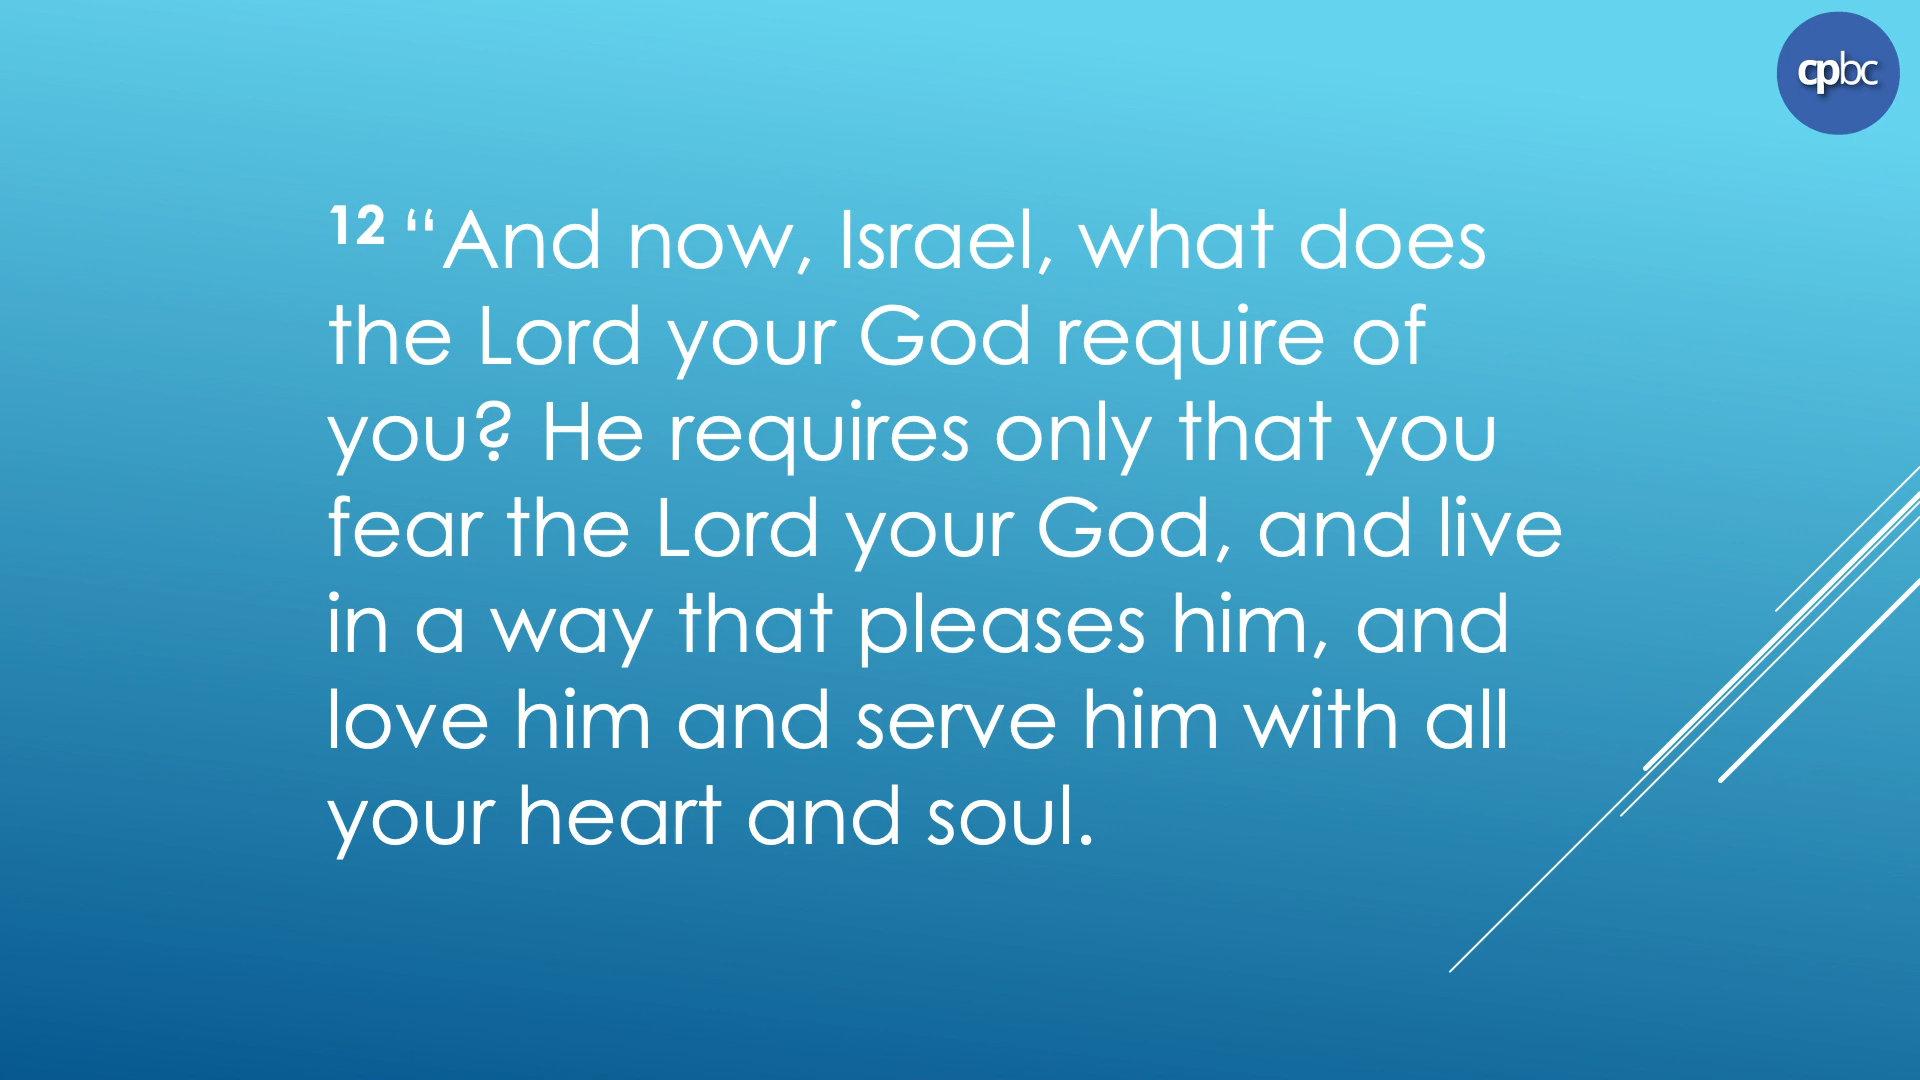 cpbc
12 “And now, Israel, what does
the Lord your God require of
you? He requires only that you
fear the Lord your God, and live
in a way that pleases him, and
love him and serve him with all
your heart and soul.